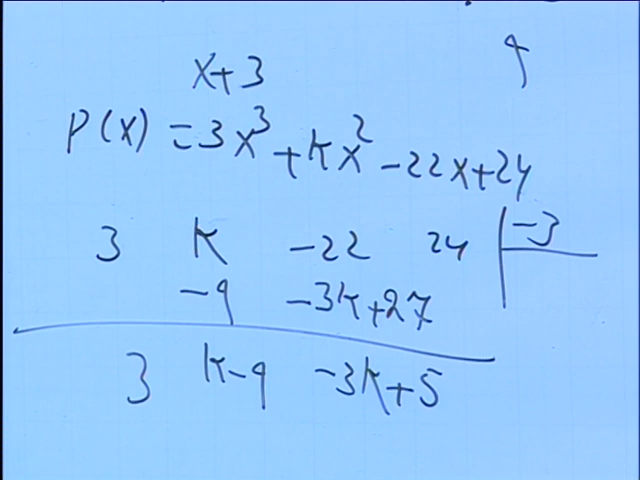 x+3
P(x) = 3x³ + kx² - 22x + 24
3 k -22 24 | -3
-9 -3k+27
3 k-9 -3k+5